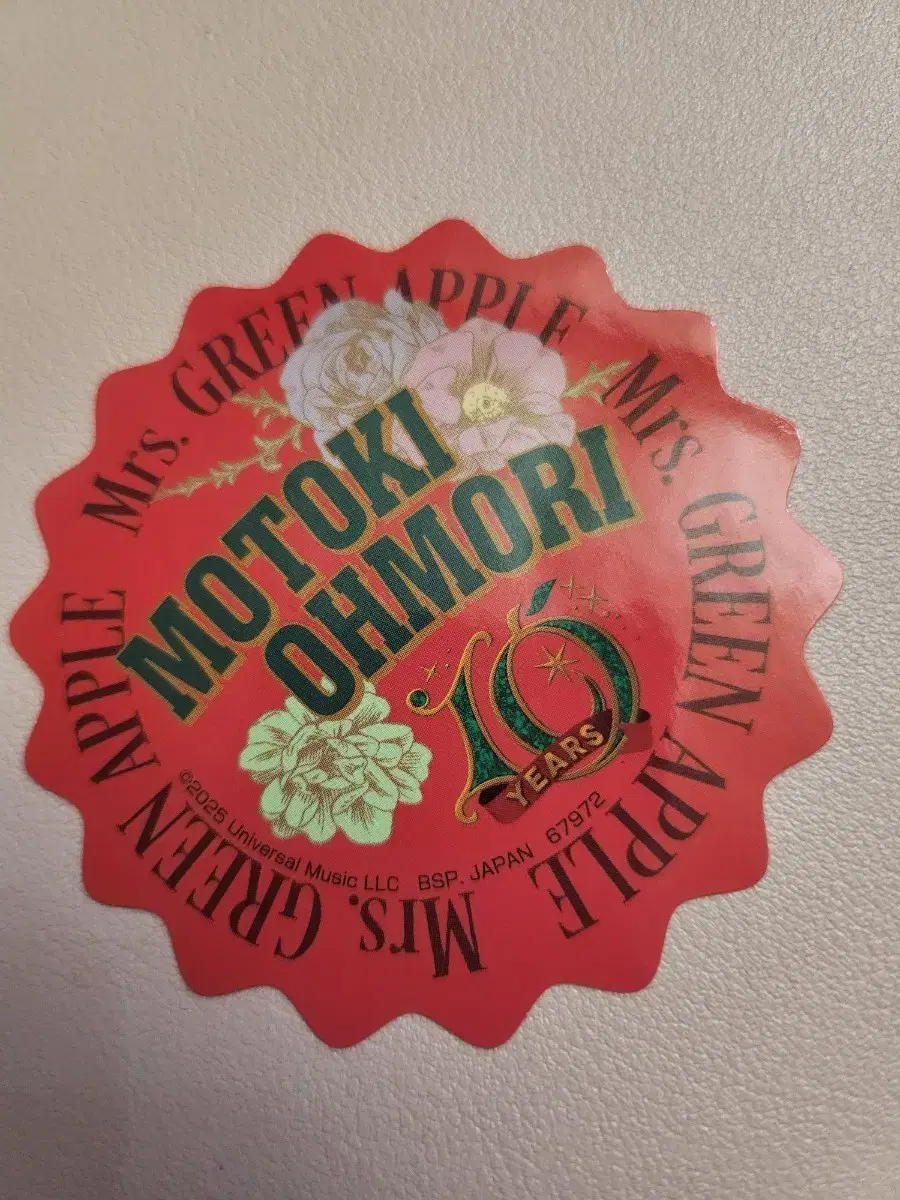 Mrs. GREEN APPLE
Mrs. GREEN APPLE
Mrs. GREEN APPLE
MOTOKI
OHMORI
10
YEARS
©2025 Universal Music LLC BSP. JAPAN 67972